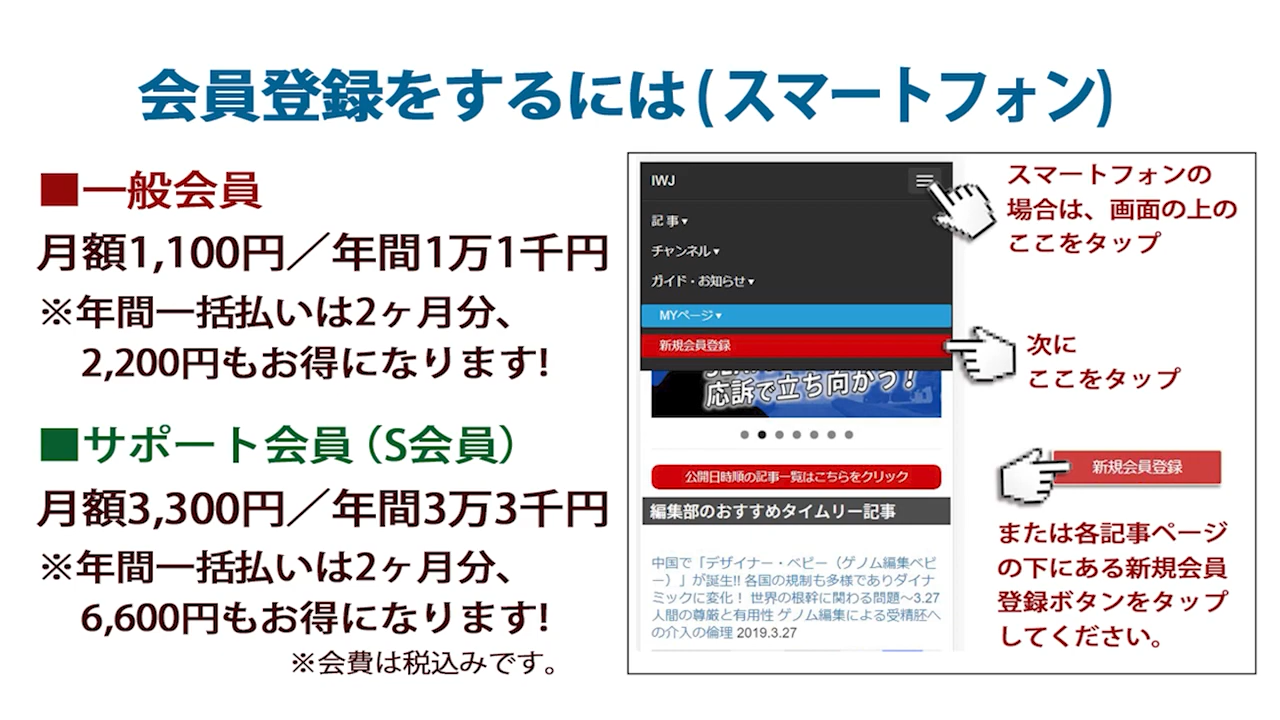 会員登録をするには(スマートフォン)
■一般会員
月額1,100円／年間1万1千円
※年間一括払いは2ヶ月分、
2,200円もお得になります!
■サポート会員（S会員）
月額3,300円／年間3万3千円
※年間一括払いは2ヶ月分、
6,600円もお得になります!
※会費は税込みです。
IWJ
記事▾
チャンネル▾
ガイド・お知らせ▾
MYページ▾
新規会員登録
応訴で立ち向かう！
公開日時順の記事一覧はこちらをクリック
編集部のおすすめタイムリー記事
中国で「デザイナー・ベビー（ゲノム編集ベビ
ー）」が誕生!! 各国の規制も多様でありダイナ
ミックに変化！ 世界の根幹に関わる問題～3.27
人間の尊厳と有用性 ゲノム編集による受精胚へ
の介入の倫理 2019.3.27
スマートフォンの
場合は、画面の上の
ここをタップ
次に
ここをタップ
新規会員登録
または各記事ページ
の下にある新規会員
登録ボタンをタップ
してください。